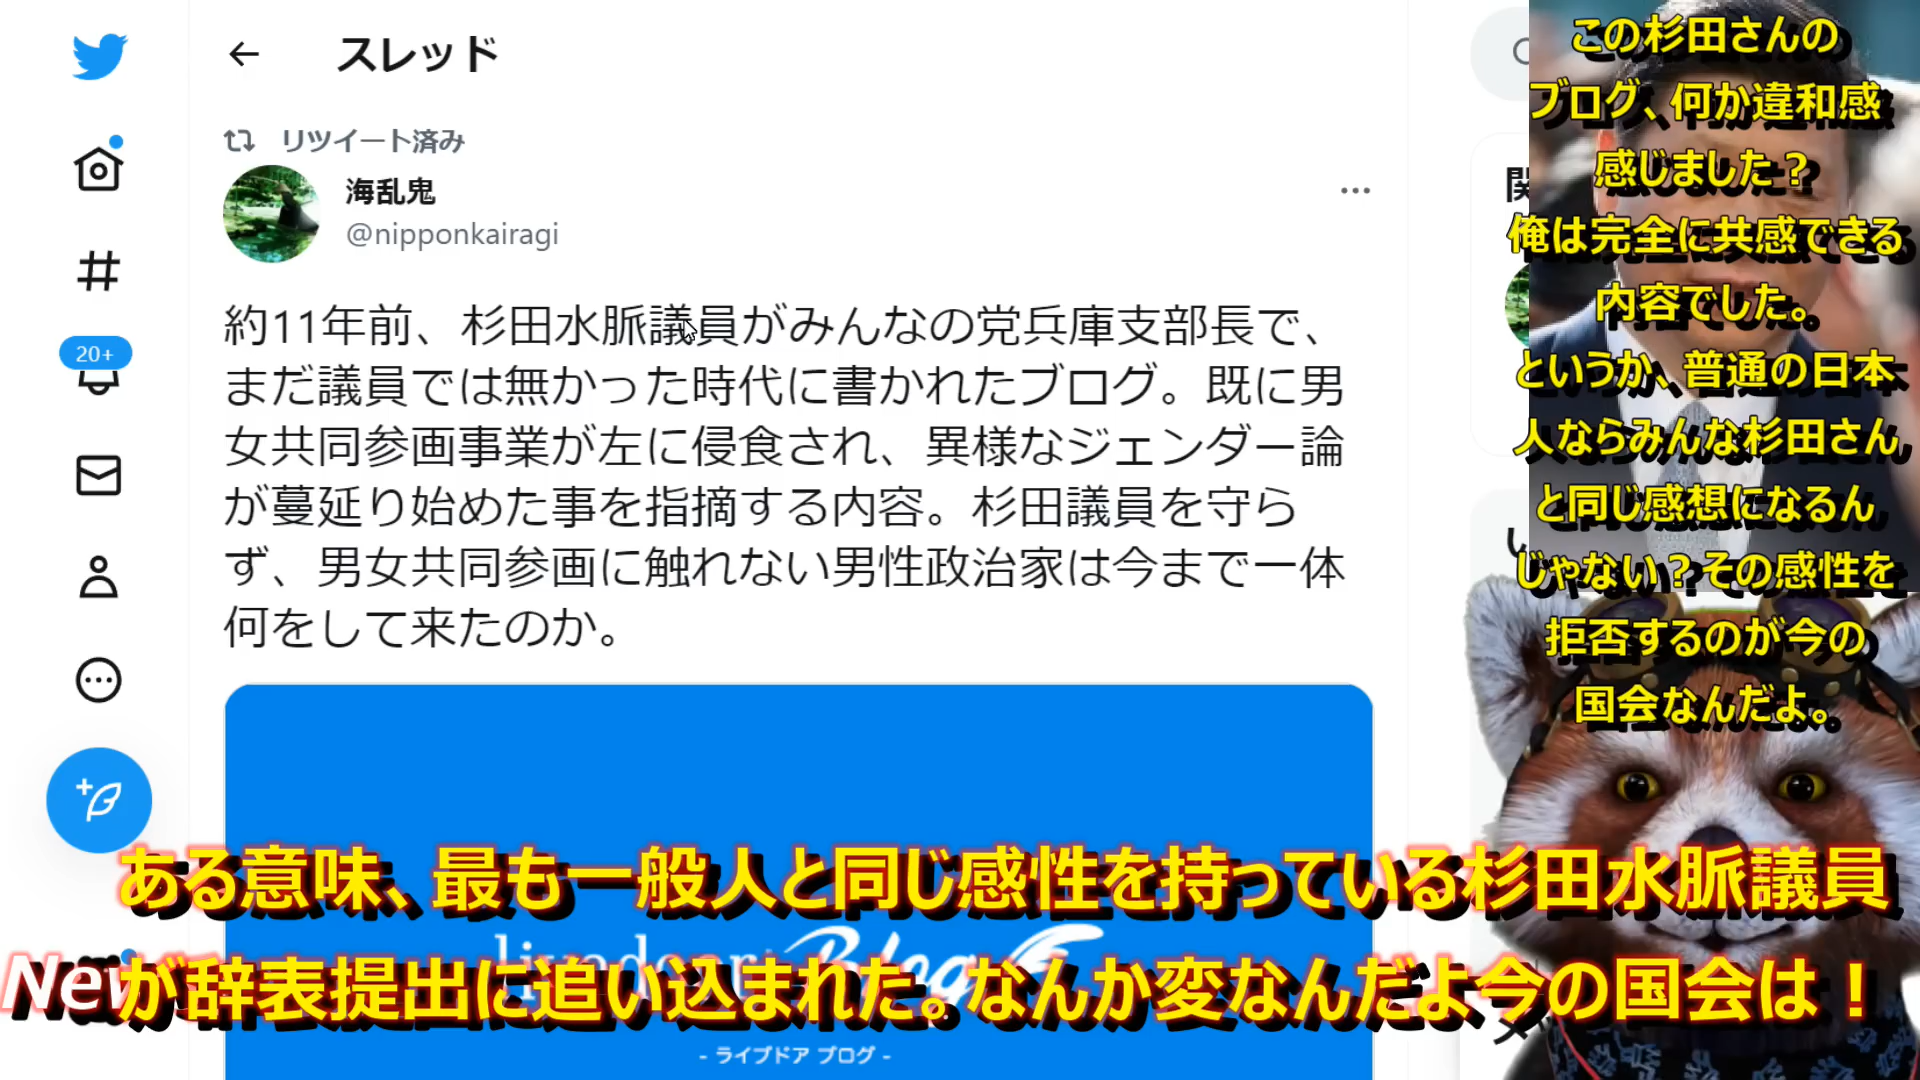 スレッド
リツイート済み
海乱鬼
@nipponkairagi
約11年前、杉田水脈議員がみんなの党兵庫支部長で、
まだ議員では無かった時代に書かれたブログ。既に男
女共同参画事業が左に侵食され、異様なジェンダー論
が蔓延り始めた事を指摘する内容。杉田議員を守ら
ず、男女共同参画に触れない男性政治家は今まで一体
何をして来たのか。
20+
livedoor Blog
- ライブドア ブログ -
関
この杉田さんの
ブログ、何か違和感
感じました？
俺は完全に共感できる
内容でした。
というか、普通の日本
人ならみんな杉田さん
と同じ感想になるん
じゃない？その感性を
拒否するのが今の
国会なんだよ。
ある意味、最も一般人と同じ感性を持っている杉田水脈議員
が辞表提出に追い込まれた。なんか変なんだよ今の国会は！
New